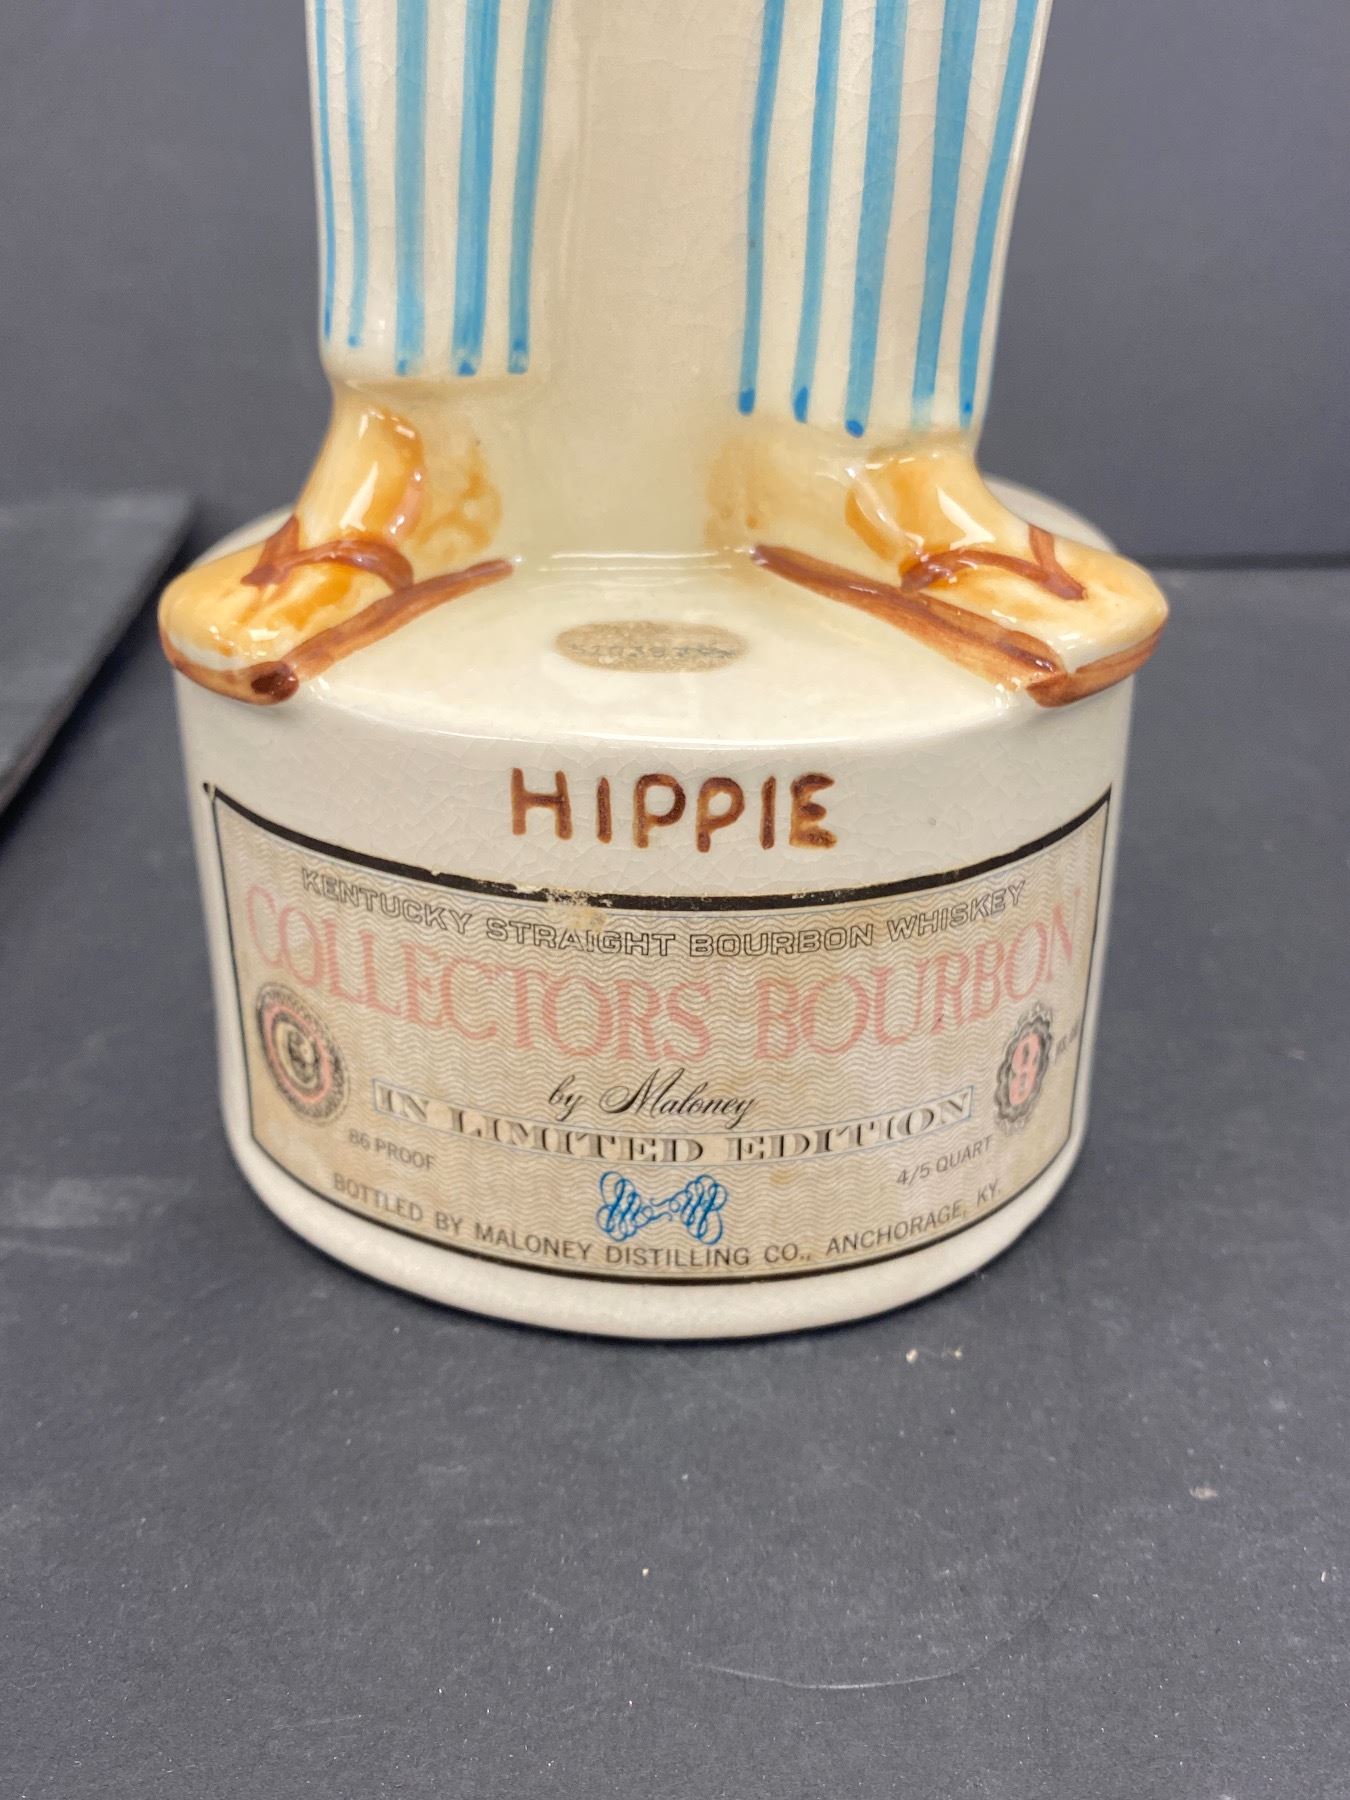 HIPPIE
KENTUCKY STRAIGHT BOURBON WHISKEY
COLLECTORS' BOURBON
8
by Maloney
IN LIMITED EDITION
86 PROOF
4/5 QUART
BOTTLED BY MALONEY DISTILLING CO., ANCHORAGE, KY.